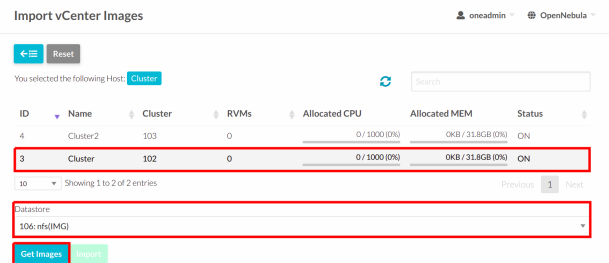 Import vCenter Images
oneadmin OpenNebula
Reset
You selected the following Host: Cluster
Search
ID Name Cluster RVMs Allocated CPU Allocated MEM Status
4 Cluster2 103 0 0 / 1000 (0%) 0KB / 31.8GB (0%) ON
3 Cluster 102 0 0 / 1000 (0%) 0KB / 31.8GB (0%) ON
10 Showing 1 to 2 of 2 entries Previous 1 Next
Datastore
106: nfs(IMG)
Get Images Import